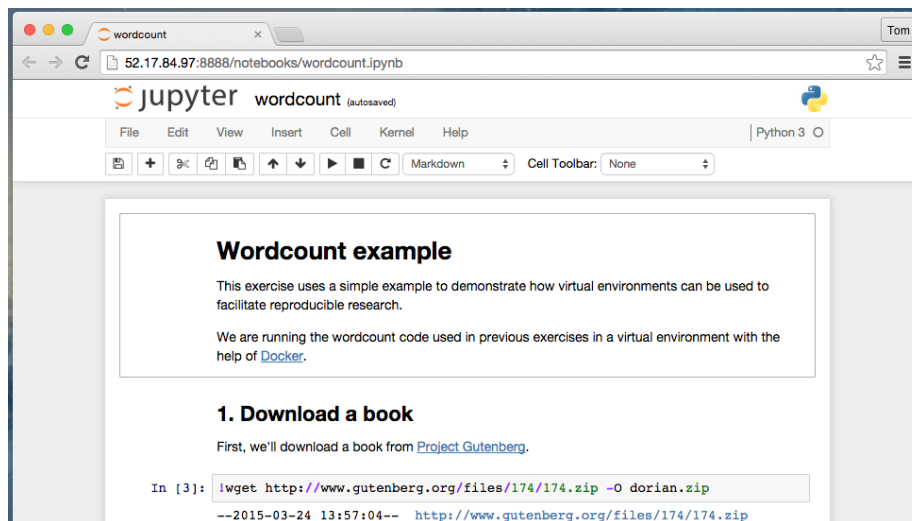 wordcount
Tom
52.17.84.97:8888/notebooks/wordcount.ipynb
jupyter wordcount (autosaved)
File Edit View Insert Cell Kernel Help Python 3
Markdown Cell Toolbar: None
Wordcount example
This exercise uses a simple example to demonstrate how virtual environments can be used to
facilitate reproducible research.
We are running the wordcount code used in previous exercises in a virtual environment with the
help of Docker.
1. Download a book
First, we'll download a book from Project Gutenberg.
In [3]: !wget http://www.gutenberg.org/files/174/174.zip -O dorian.zip
--2015-03-24 13:57:04-- http://www.gutenberg.org/files/174/174.zip